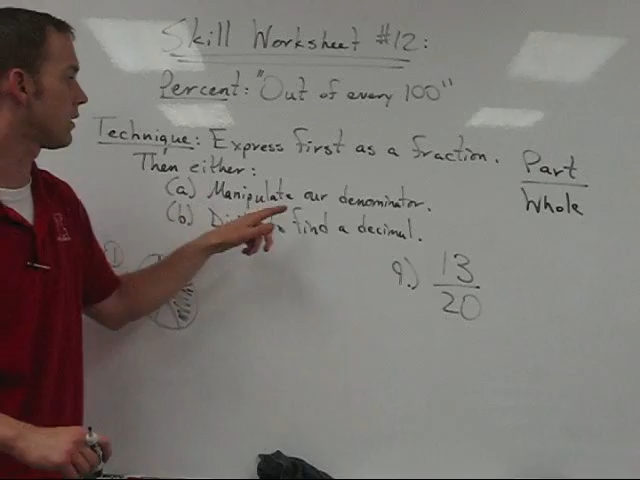 Skill Worksheet #12:
Percent: "Out of every 100"
Technique: Express first as a fraction.
Part
Whole
Then either:
(a) Manipulate our denominator.
(b) find a decimal.
①
9.) 13
20